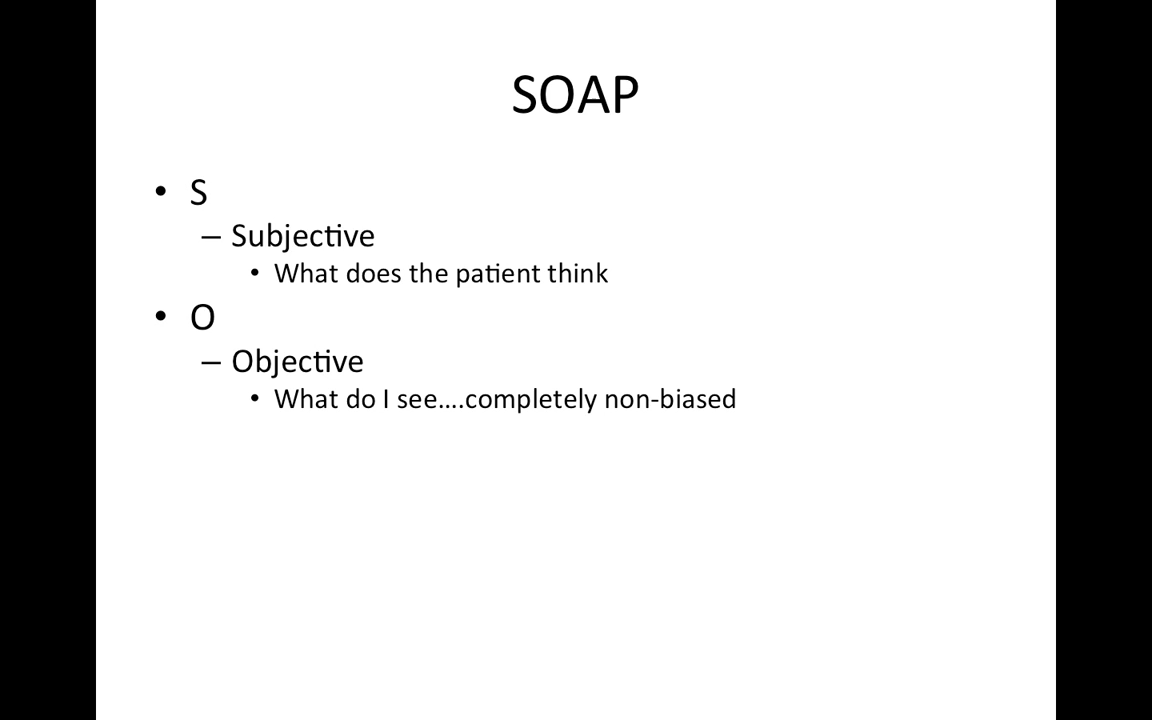 SOAP
• S
– Subjective
• What does the patient think
• O
– Objective
• What do I see....completely non-biased